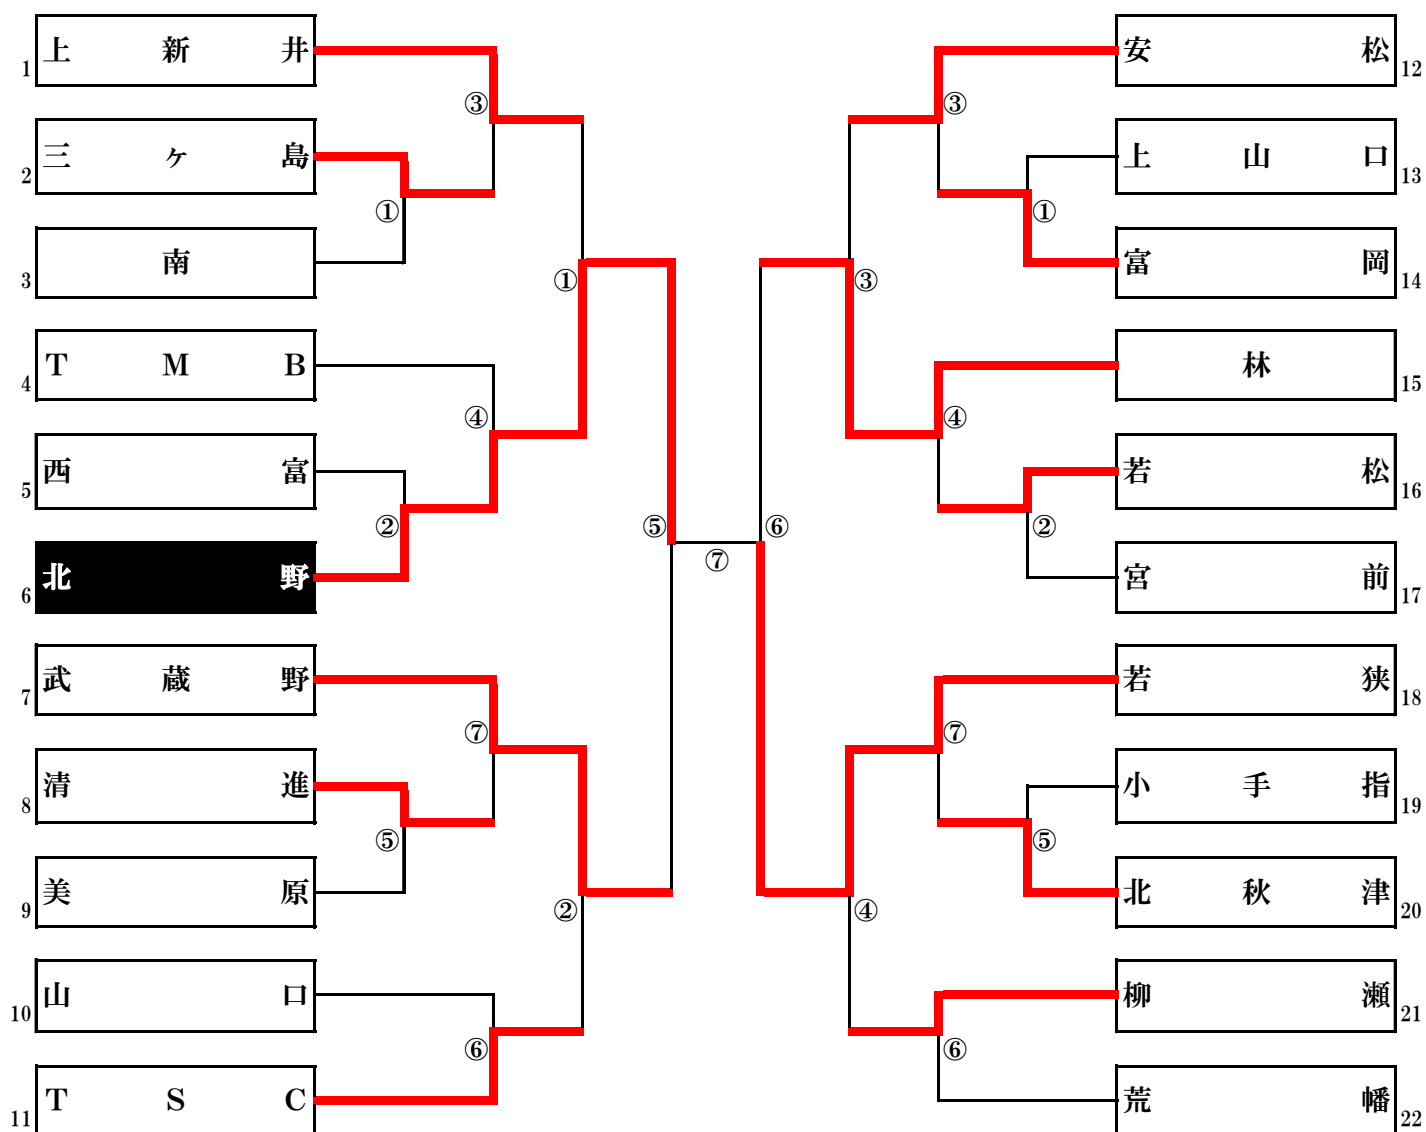 1 上新井
2 三ヶ島
3 南
4 TMB
5 西富
6 北野
7 武蔵野
8 清進
9 美原
10 山口
11 TSC
③
①
④
②
⑦
⑤
⑥
①
②
⑤
⑦
⑥
③
④
③
①
④
②
⑦
⑤
⑥
安松 12
上山口 13
富岡 14
林 15
若松 16
宮前 17
若狭 18
小手指 19
北秋津 20
柳瀬 21
荒幡 22